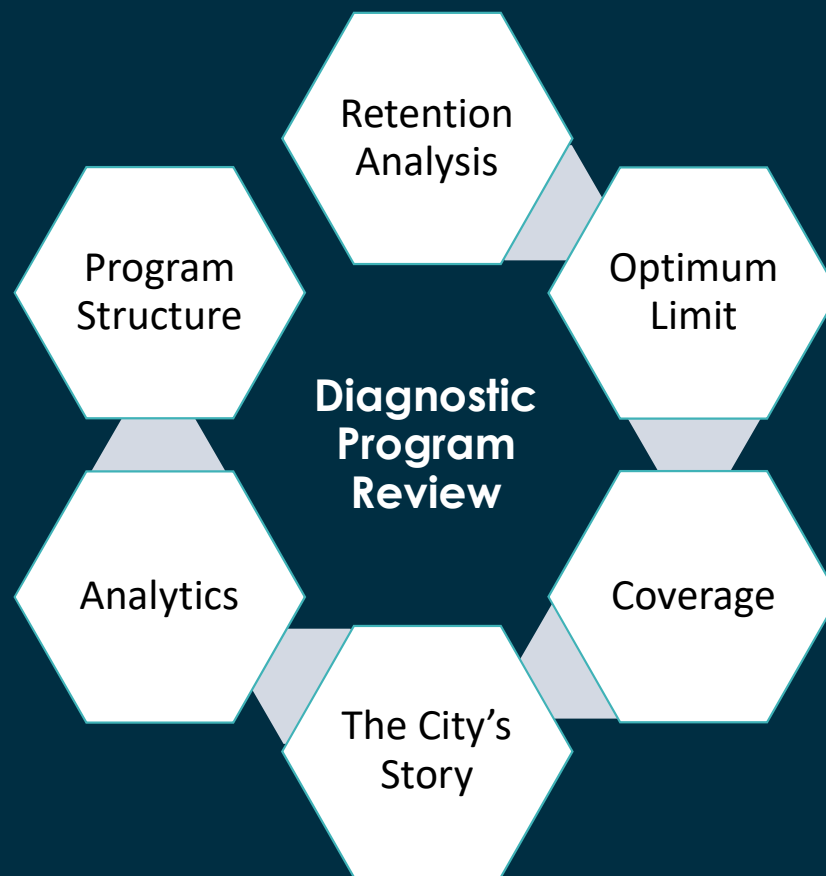 Retention
Analysis
Optimum
Limit
Coverage
The City’s
Story
Analytics
Program
Structure
Diagnostic
Program
Review